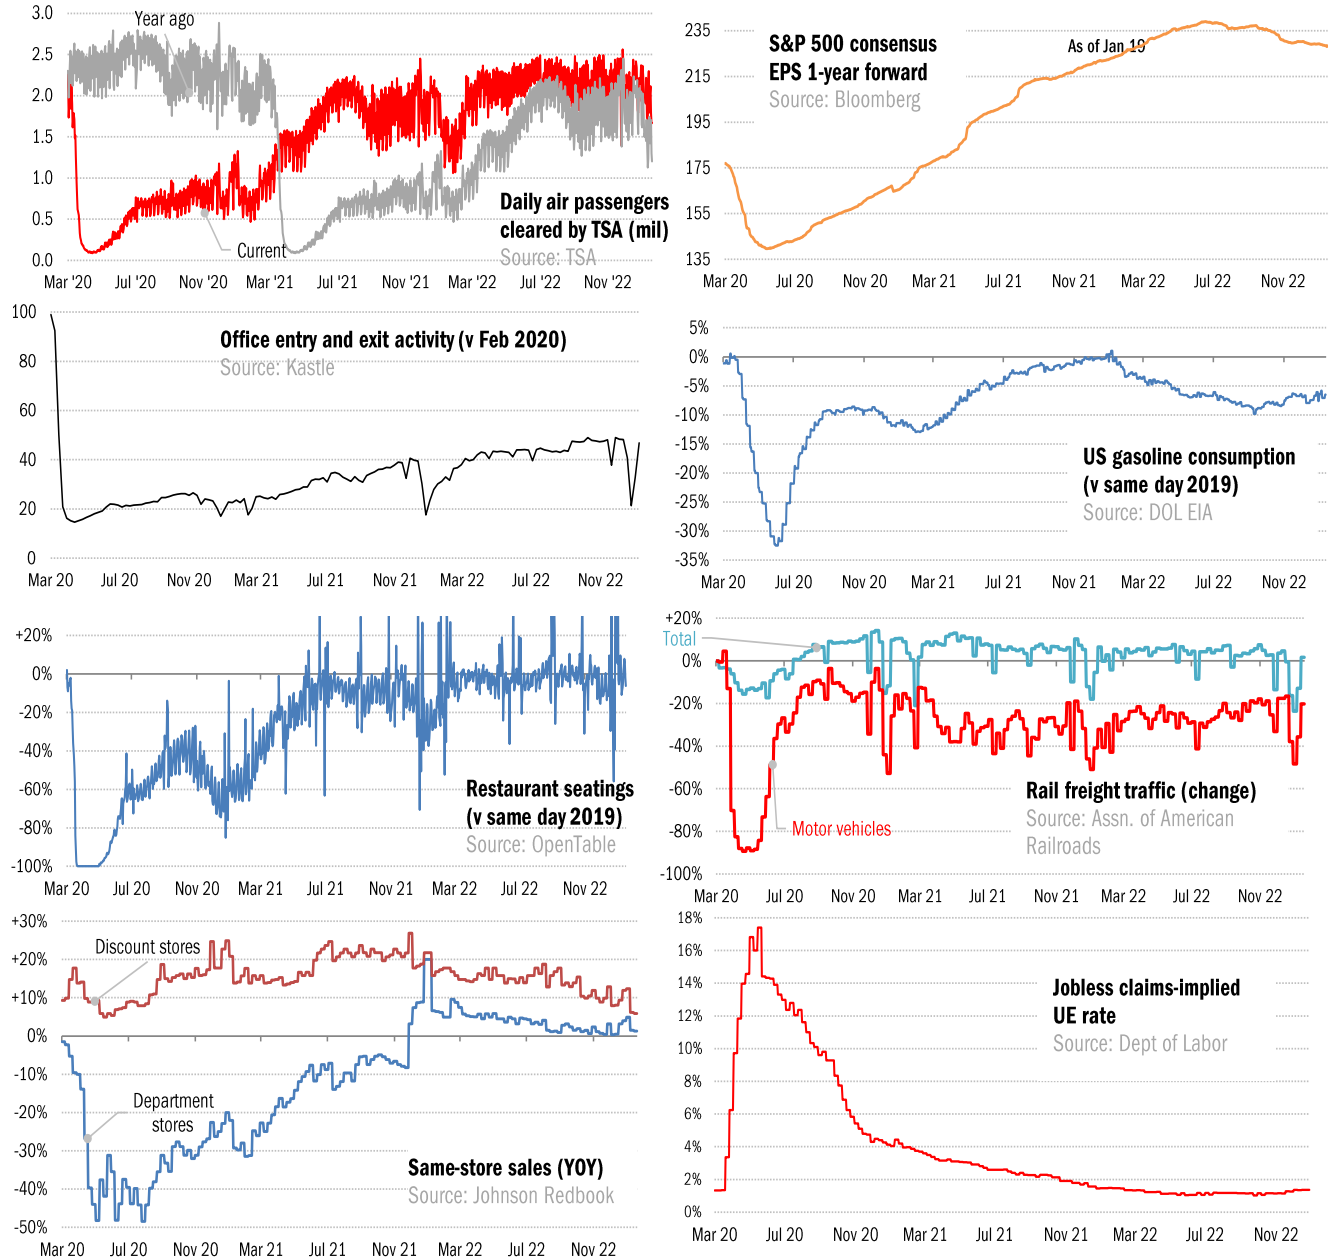 3.0
2.5
2.0
1.5
1.0
0.5
0.0
Year ago
Current
Daily air passengers
cleared by TSA (mil)
Source: TSA
Mar '20 Jul '20 Nov '20 Mar '21 Jul '21 Nov '21 Mar '22 Jul '22 Nov '22
235
215
195
175
155
135
S&P 500 consensus
EPS 1-year forward
Source: Bloomberg
As of Jan 19
Mar 20 Jul 20 Nov 20 Mar 21 Jul 21 Nov 21 Mar 22 Jul 22 Nov 22
100
80
60
40
20
0
Office entry and exit activity (v Feb 2020)
Source: Kastle
Mar 20 Jul 20 Nov 20 Mar 21 Jul 21 Nov 21 Mar 22 Jul 22 Nov 22
5%
0%
-5%
-10%
-15%
-20%
-25%
-30%
-35%
US gasoline consumption
(v same day 2019)
Source: DOL EIA
Mar 20 Jul 20 Nov 20 Mar 21 Jul 21 Nov 21 Mar 22 Jul 22 Nov 22
+20%
0%
-20%
-40%
-60%
-80%
-100%
Restaurant seatings
(v same day 2019)
Source: OpenTable
Mar 20 Jul 20 Nov 20 Mar 21 Jul 21 Nov 21 Mar 22 Jul 22 Nov 22
+20%
0%
-20%
-40%
-60%
-80%
-100%
Total
Motor vehicles
Rail freight traffic (change)
Source: Assn. of American
Railroads
Mar 20 Jul 20 Nov 20 Mar 21 Jul 21 Nov 21 Mar 22 Jul 22 Nov 22
+30%
+20%
+10%
0%
-10%
-20%
-30%
-40%
-50%
Discount stores
Department
stores
Same-store sales (YOY)
Source: Johnson Redbook
Mar 20 Jul 20 Nov 20 Mar 21 Jul 21 Nov 21 Mar 22 Jul 22 Nov 22
18%
16%
14%
12%
10%
8%
6%
4%
2%
0%
Jobless claims-implied
UE rate
Source: Dept of Labor
Mar 20 Jul 20 Nov 20 Mar 21 Jul 21 Nov 21 Mar 22 Jul 22 Nov 22